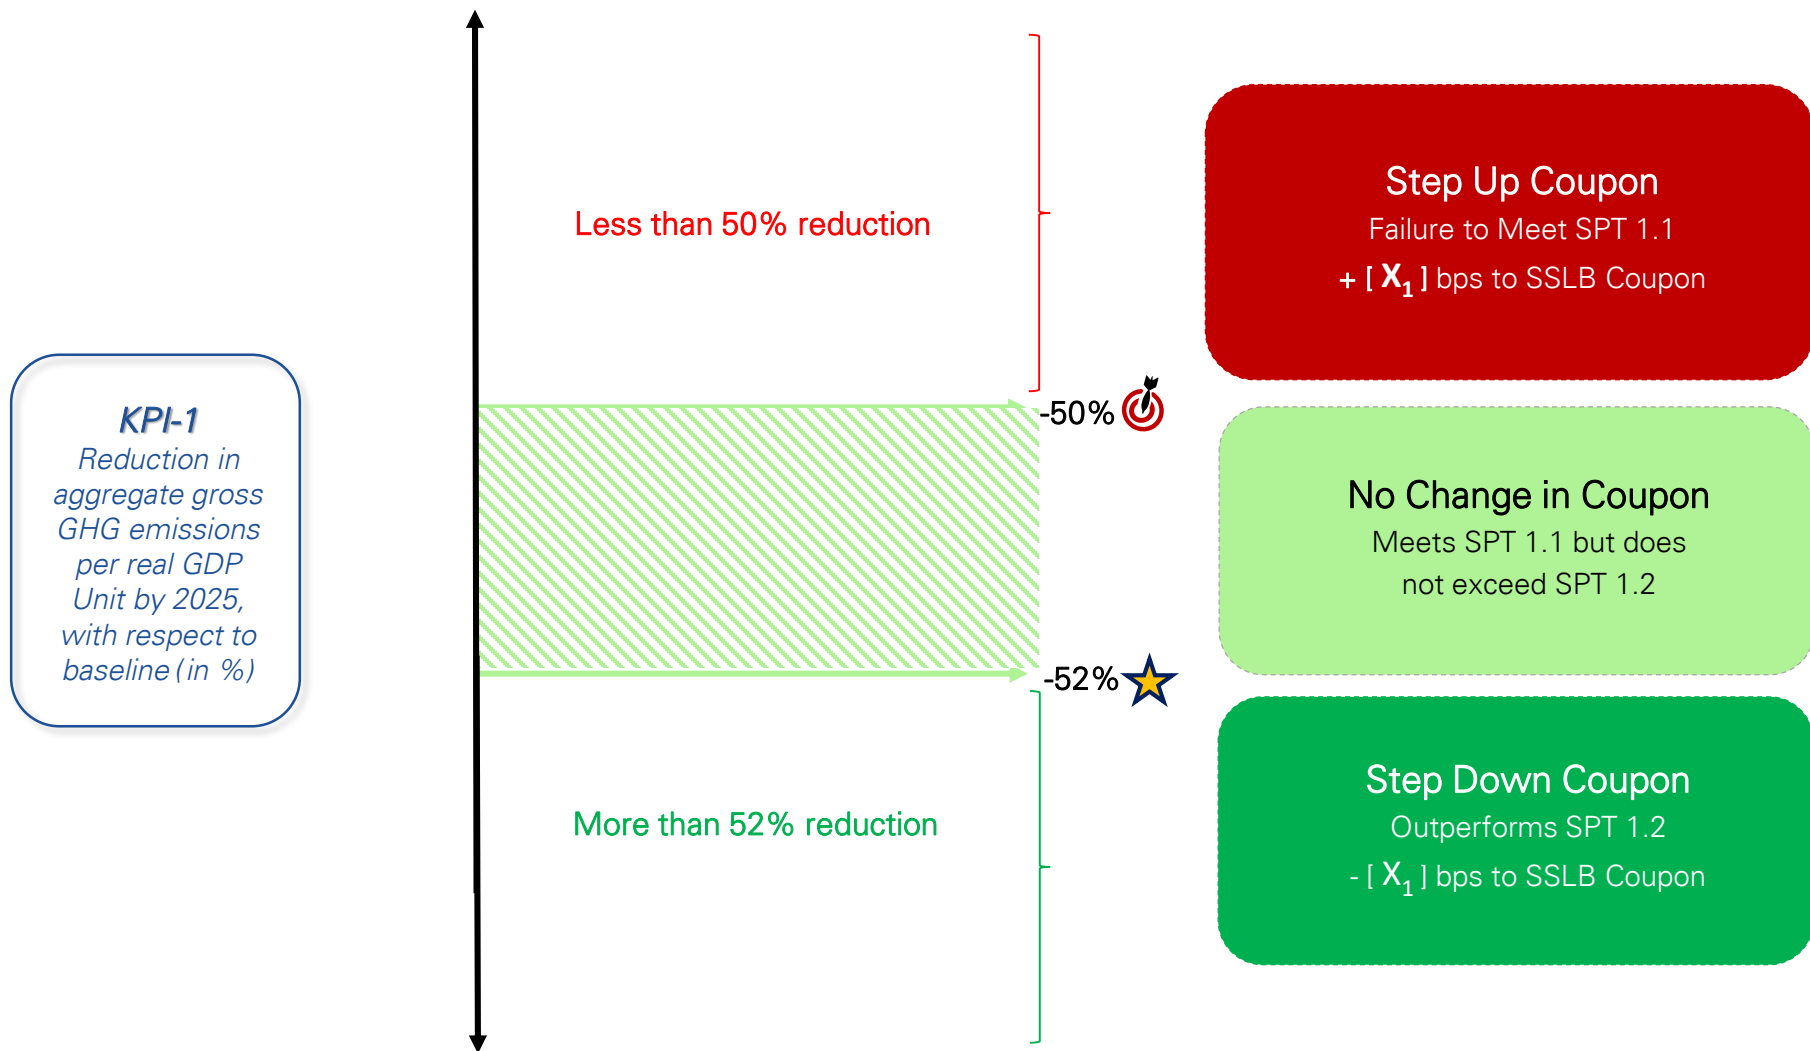 KPI-1
Reduction in
aggregate gross
GHG emissions
per real GDP
Unit by 2025,
with respect to
baseline (in %)
Less than 50% reduction
-50%
-52%
More than 52% reduction
Step Up Coupon
Failure to Meet SPT 1.1
+ [ X1 ] bps to SSLB Coupon
No Change in Coupon
Meets SPT 1.1 but does
not exceed SPT 1.2
Step Down Coupon
Outperforms SPT 1.2
- [ X1 ] bps to SSLB Coupon